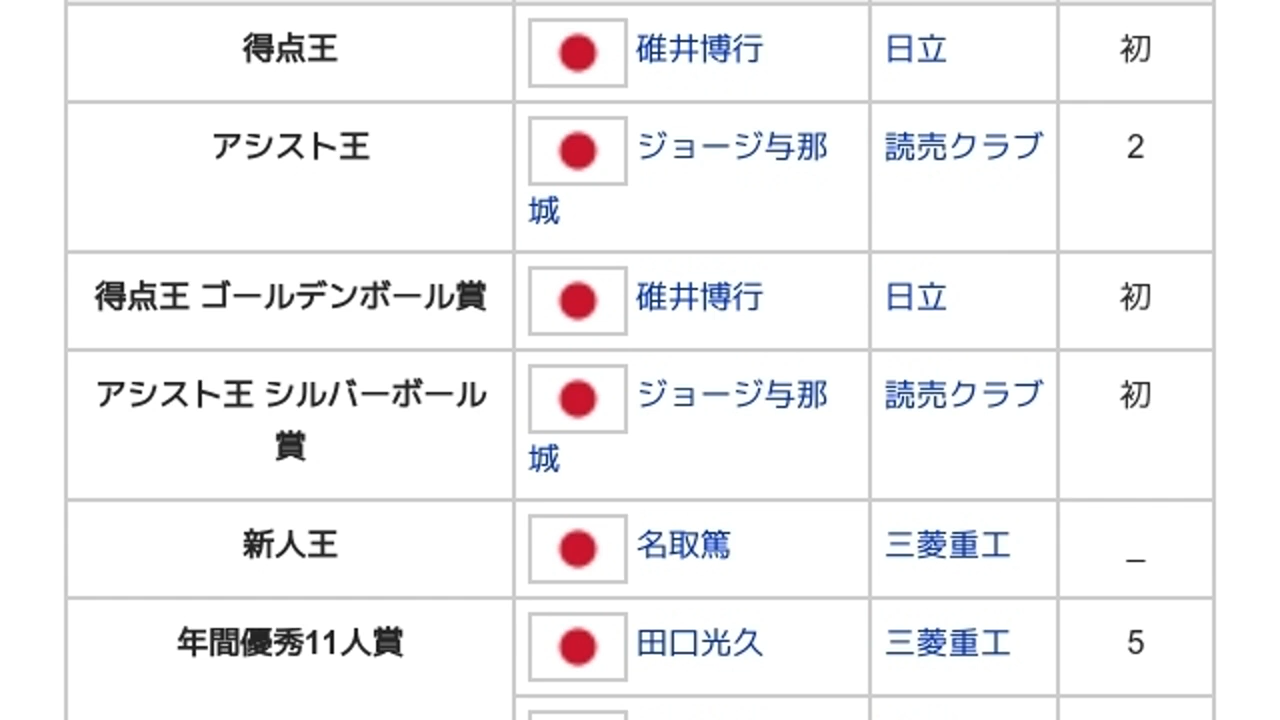 得点王 碓井博行 日立 初
アシスト王 ジョージ与那 読売クラブ 2
城
得点王 ゴールデンボール賞 碓井博行 日立 初
アシスト王 シルバーボール ジョージ与那 読売クラブ 初
賞 城
新人王 名取篤 三菱重工 _
年間優秀11人賞 田口光久 三菱重工 5